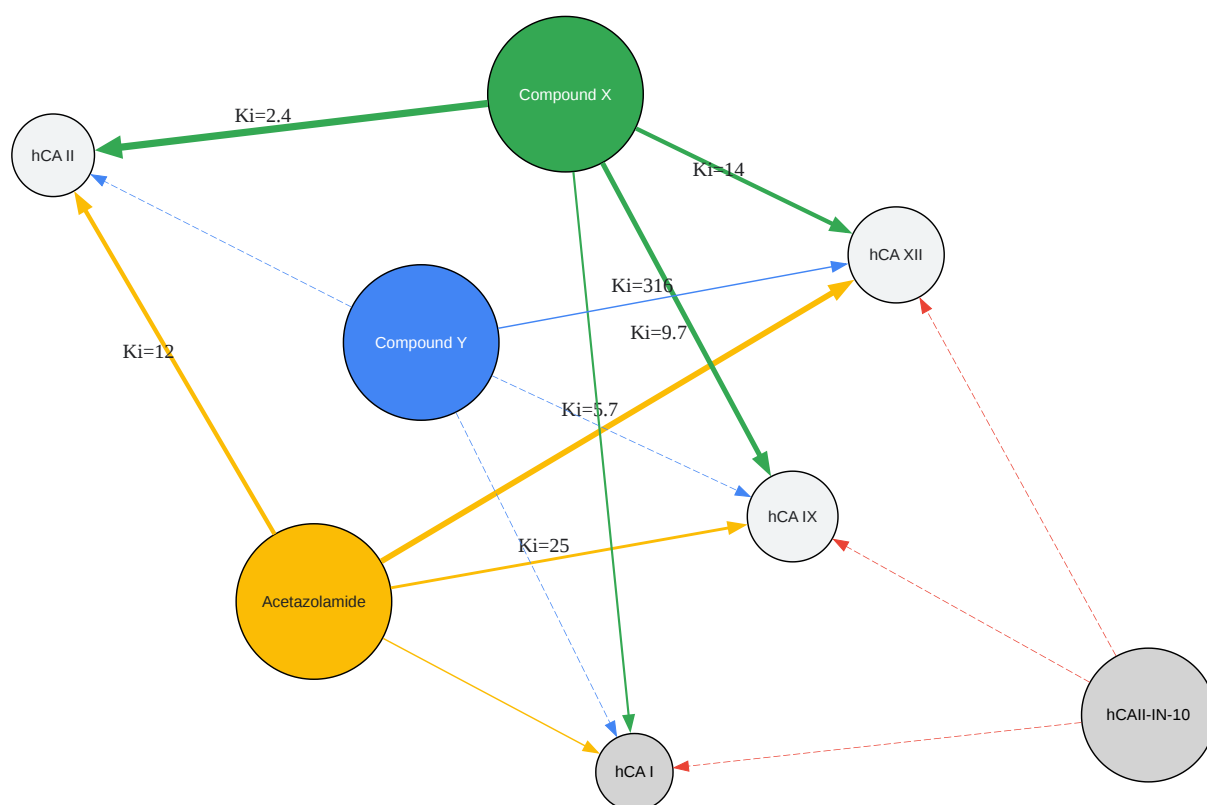 Compound X
Ki=2.4
hCA II
Ki=14
hCA XII
Ki=316
Ki=9.7
Compound Y
Ki=12
Ki=5.7
hCA IX
Ki=25
Acetazolamide
hCAII-IN-10
hCA I